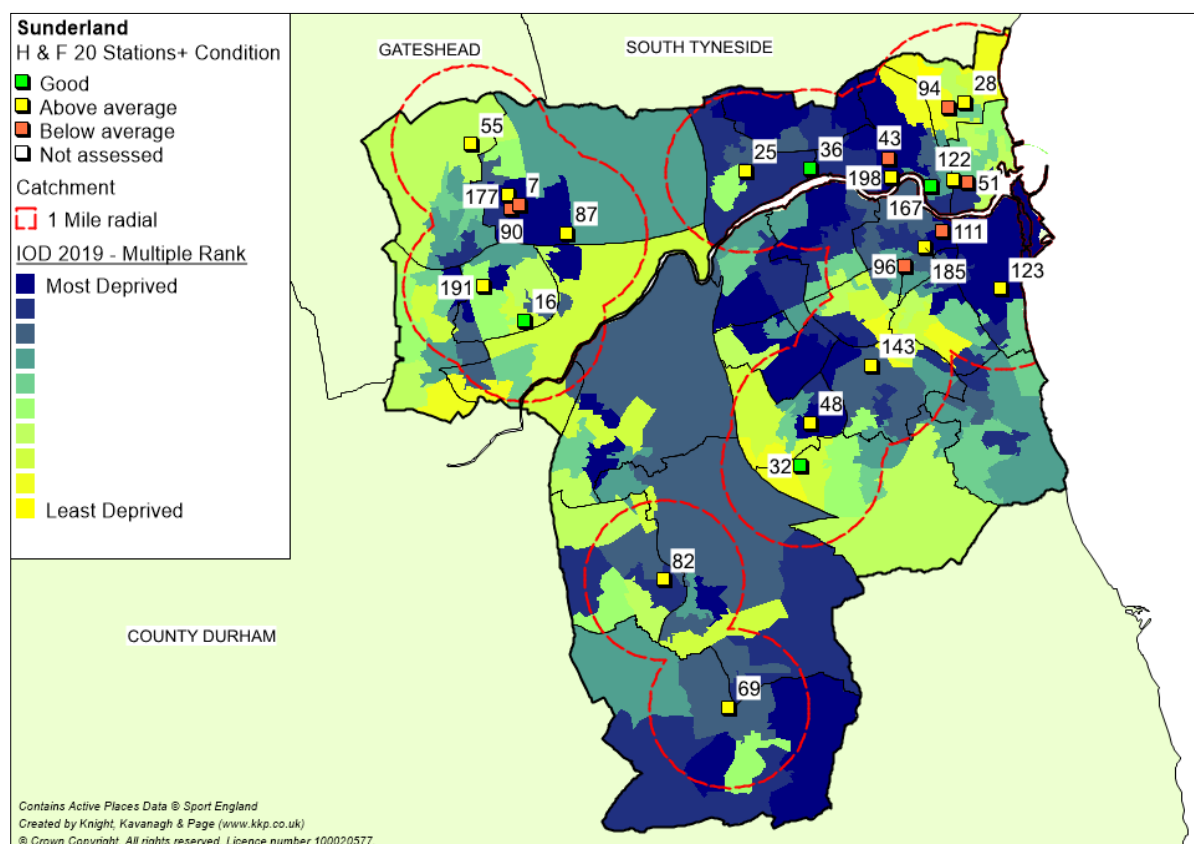 Sunderland
H & F 20 Stations+ Condition
Good
Above average
Below average
Not assessed
Catchment
1 Mile radial
IOD 2019 - Multiple Rank
Most Deprived
Least Deprived
GATESHEAD
SOUTH TYNESIDE
COUNTY DURHAM
94
28
55
43
25
36
122
198
51
177
7
167
87
90
111
96
185
123
191
16
143
48
32
82
69
Contains Active Places Data © Sport England
Created by Knight, Kavanagh & Page (www.kkp.co.uk)
© Crown Copyright. All rights reserved. Licence number 100020577